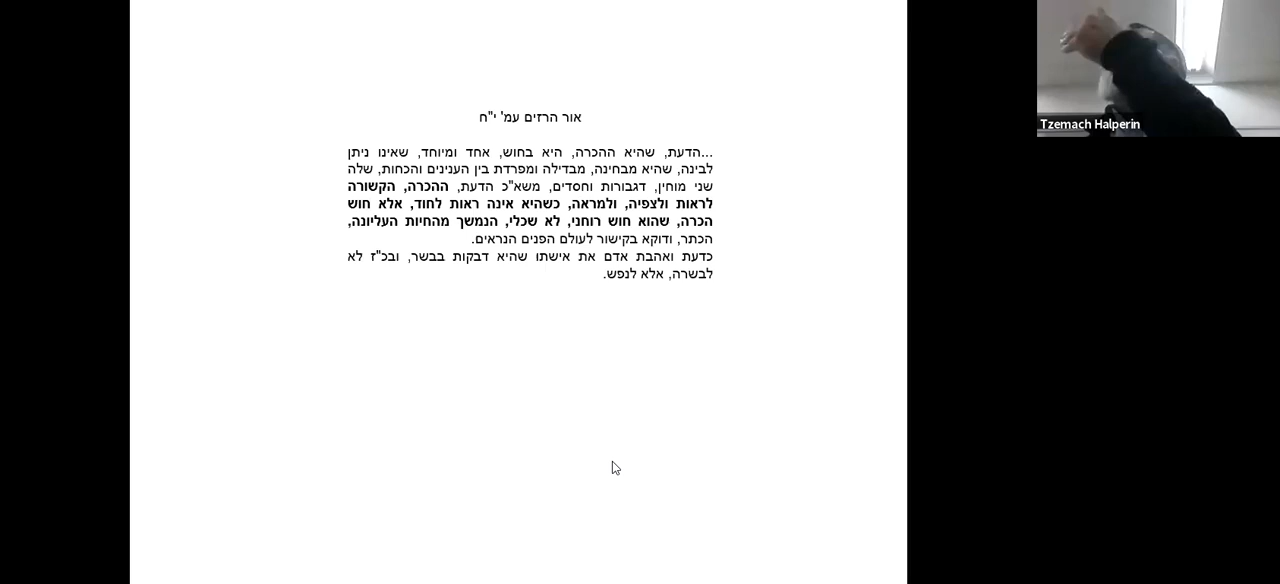 אור הרזים עמ' י"ח
...הדעת, שהיא ההכרה, היא בחוש, אחד ומיוחד, שאינו ניתן
לבינה, שהיא מבחינה, מבדילה ומפרדת בין הענינים והכחות, שלה
שני מוחין, דגבורות וחסדים, משא"כ הדעת, ההכרה, הקשורה
לראות ולצפיה, ולמראה, כשהיא אינה ראות לחוד, אלא חוש
הכרה, שהוא חוש רוחני, לא שכלי, הנמשך מהחיות העליונה,
הכתר, ודוקא בקישור לעולם הפנים הנראים.
כדעת ואהבת אדם את אישתו שהיא דבקות בבשר, ובכ"ז לא
לבשרה, אלא לנפש.
Tzemach Halperin